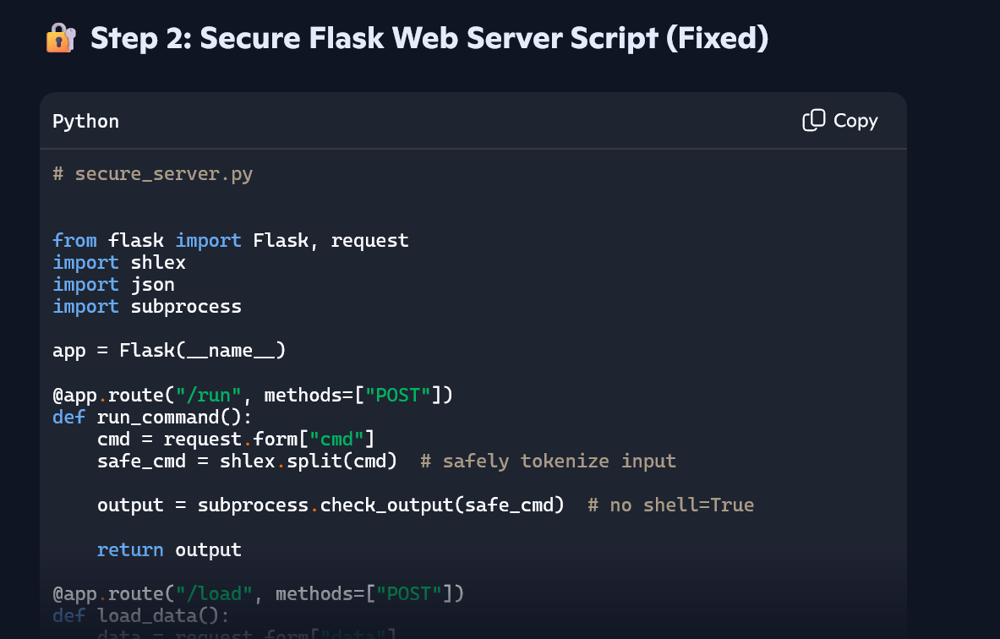 🔐 Step 2: Secure Flask Web Server Script (Fixed)
Python
Copy
# secure_server.py
from flask import Flask, request
import shlex
import json
import subprocess
app = Flask(__name__)
@app.route("/run", methods=["POST"])
def run_command():
    cmd = request.form["cmd"]
    safe_cmd = shlex.split(cmd)  # safely tokenize input
    output = subprocess.check_output(safe_cmd)  # no shell=True
    return output
@app.route("/load", methods=["POST"])
def load_data():
    data = request.form["data"]